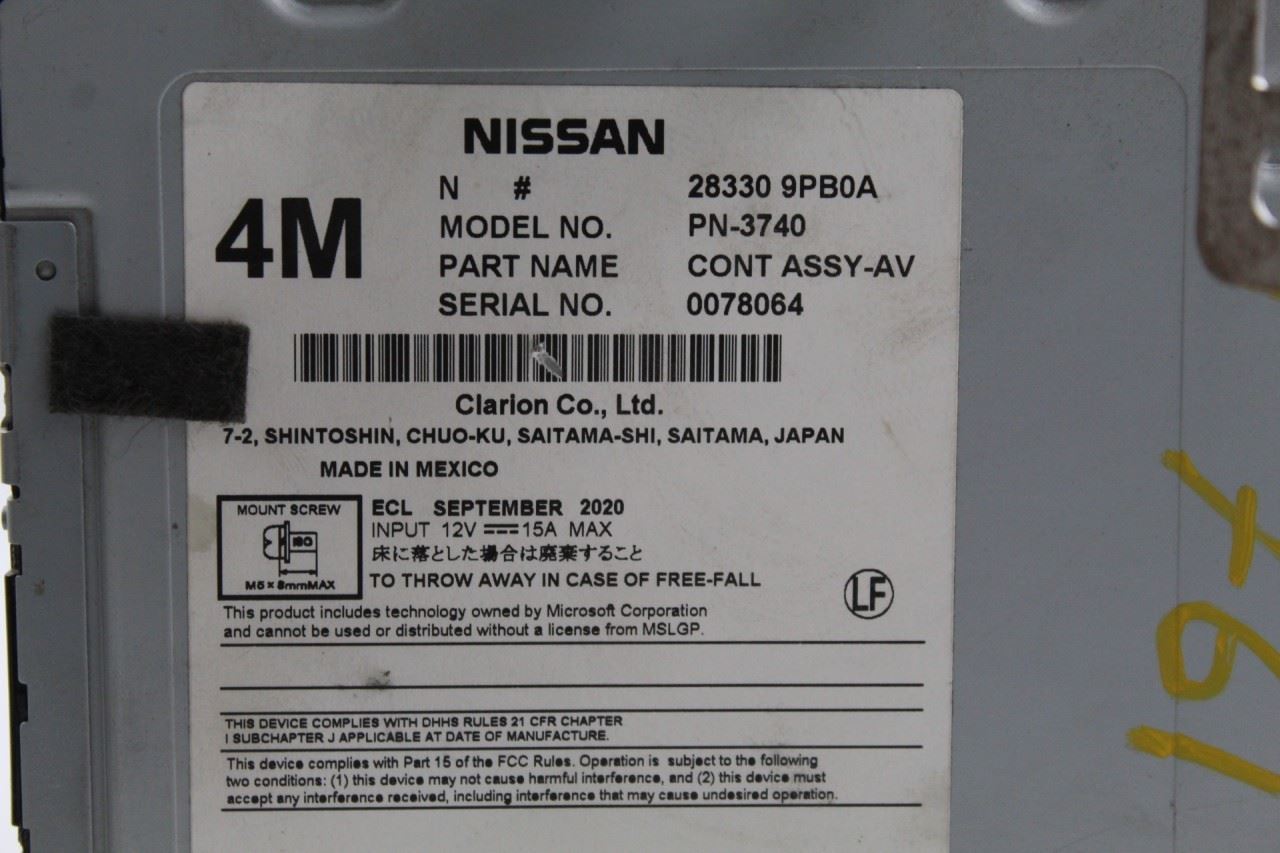 NISSAN
4M
N #
28330 9PB0A
MODEL NO.
PN-3740
PART NAME
CONT ASSY-AV
SERIAL NO.
0078064
Clarion Co., Ltd.
7-2, SHINTOSHIN, CHUO-KU, SAITAMA-SHI, SAITAMA, JAPAN
MADE IN MEXICO
MOUNT SCREW
ISO
M5 × 8mmMAX
ECL SEPTEMBER 2020
INPUT 12V ⎓ 15A MAX
床に落とした場合は廃棄すること
TO THROW AWAY IN CASE OF FREE-FALL
LF
This product includes technology owned by Microsoft Corporation
and cannot be used or distributed without a license from MSLGP.
THIS DEVICE COMPLIES WITH DHHS RULES 21 CFR CHAPTER
I SUBCHAPTER J APPLICABLE AT DATE OF MANUFACTURE.
This device complies with Part 15 of the FCC Rules. Operation is subject to the following
two conditions: (1) this device may not cause harmful interference, and (2) this device must
accept any interference received, including interference that may cause undesired operation.